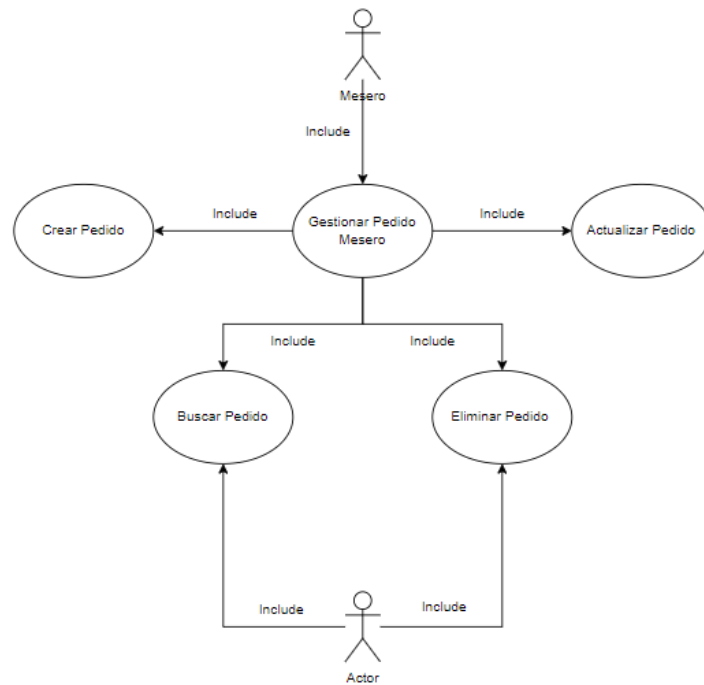 Mesero
Include
Crear Pedido
Include
Gestionar Pedido
Mesero
Include
Actualizar Pedido
Include
Include
Buscar Pedido
Eliminar Pedido
Include
Include
Actor